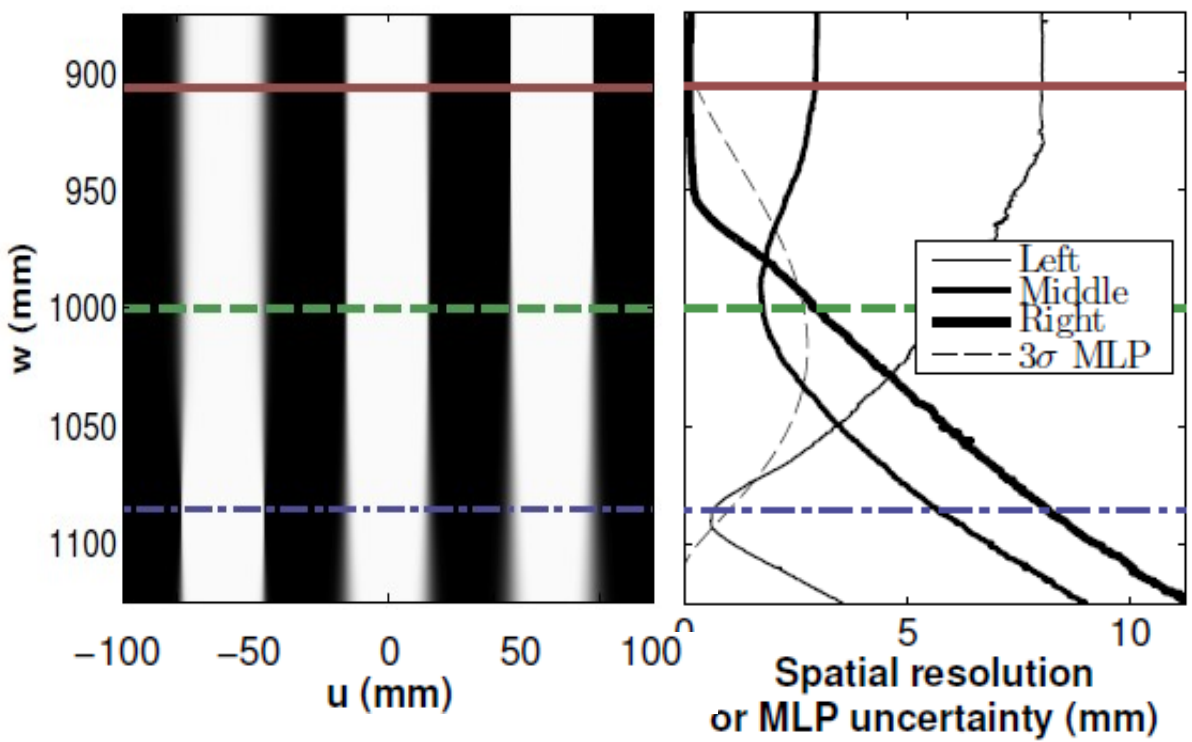 900
950
1000
1050
1100
w (mm)
−100 −50 0 50 100
u (mm)
Left
Middle
Right
3σ MLP
0 5 10
Spatial resolution
or MLP uncertainty (mm)